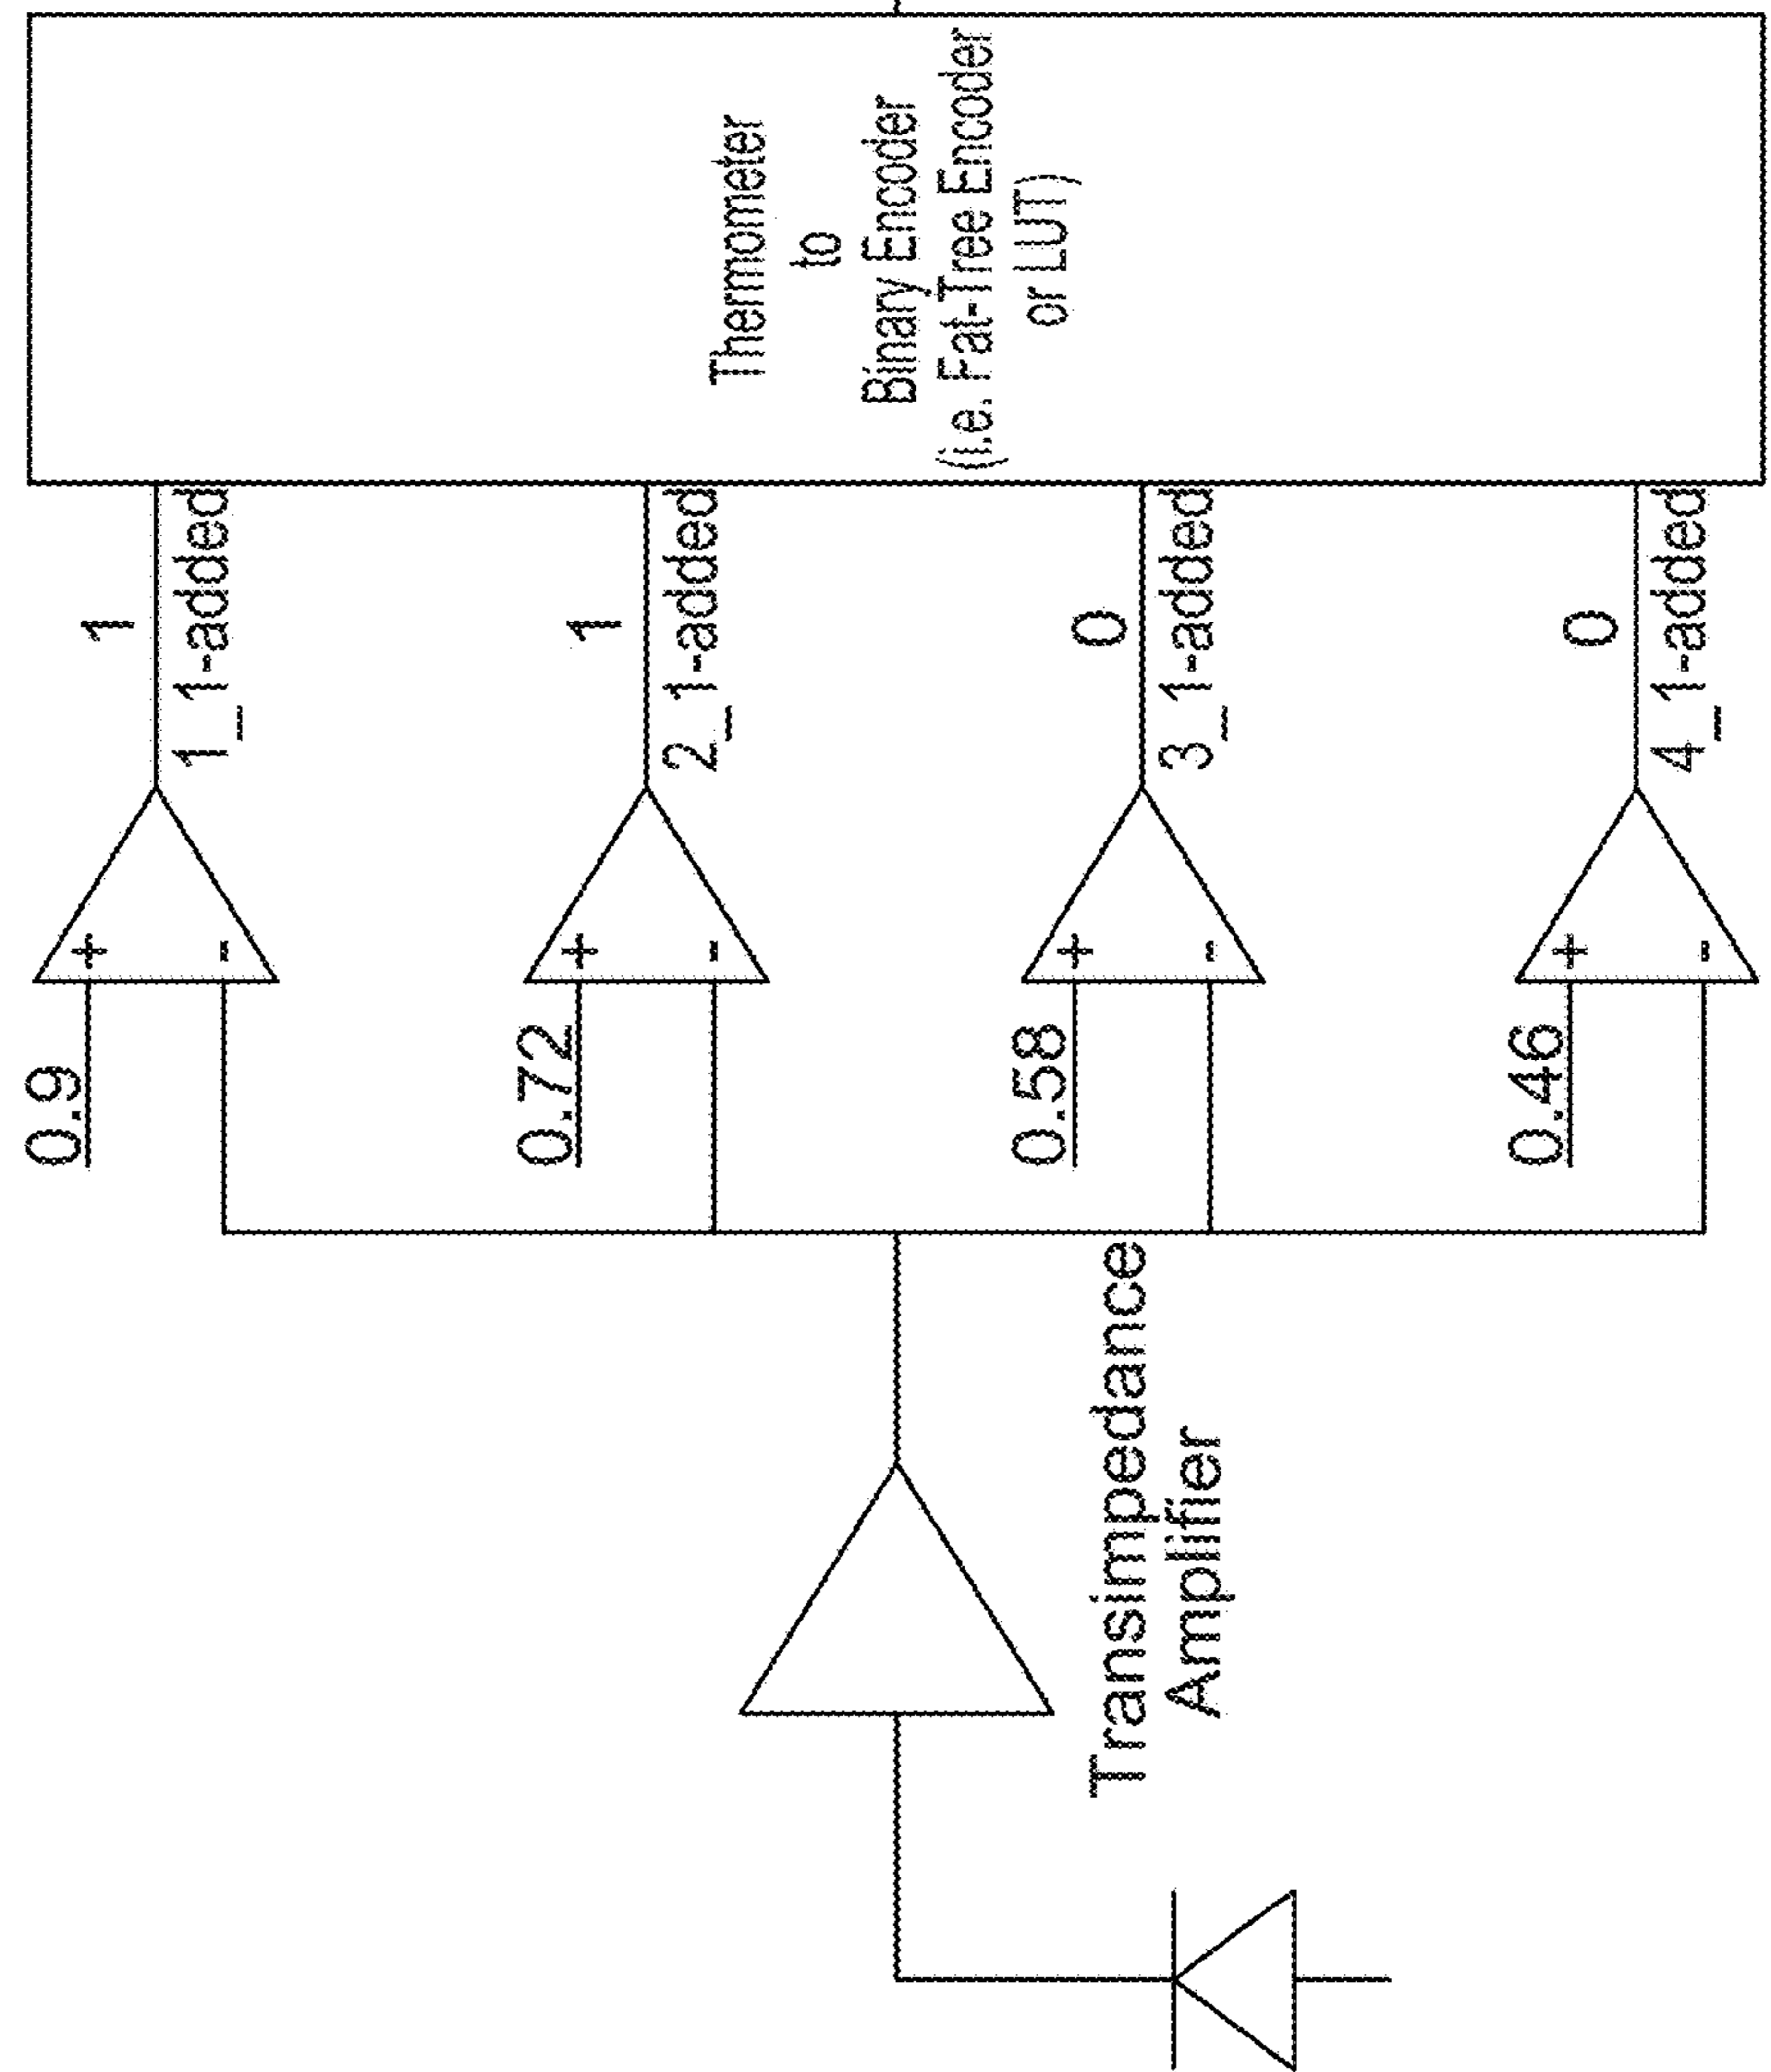 Thermometer
to
Binary Encoder
(i.e. Fat-Tree Encoder
or LUT)
1
1_1-added
1
2_1-added
0
3_1-added
0
4_1-added
+
-
+
-
+
-
+
-
0.9
0.72
0.58
0.46
Transimpedance
Amplifier